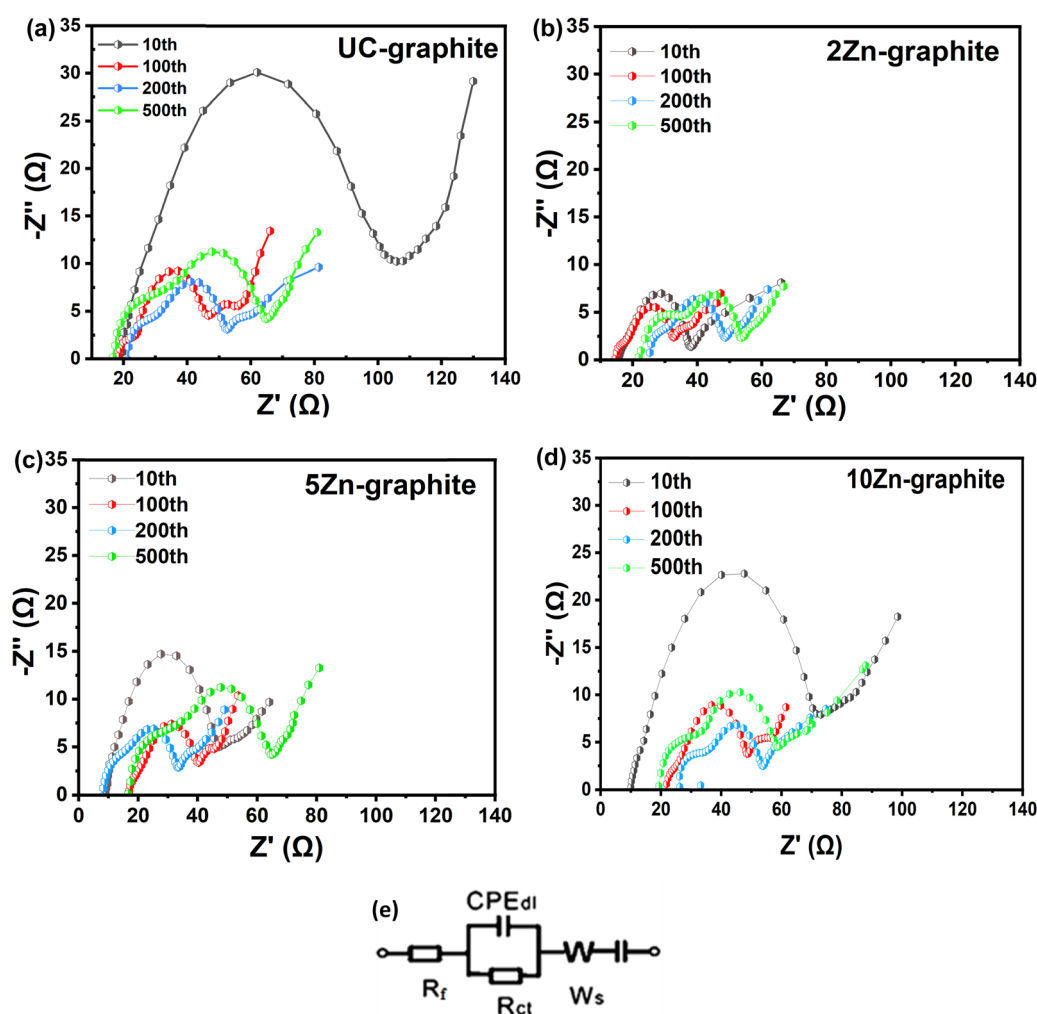 (a)
UC-graphite
10th
100th
200th
500th
35
30
25
20
15
10
5
0
-Z'' (Ω)
20 40 60 80 100 120 140
Z' (Ω)
(b)
2Zn-graphite
10th
100th
200th
500th
35
30
25
20
15
10
5
0
-Z'' (Ω)
20 40 60 80 100 120 140
Z' (Ω)
(c)
5Zn-graphite
10th
100th
200th
500th
35
30
25
20
15
10
5
0
-Z'' (Ω)
0 20 40 60 80 100 120 140
Z' (Ω)
(d)
10Zn-graphite
10th
100th
200th
500th
35
30
25
20
15
10
5
0
-Z'' (Ω)
0 20 40 60 80 100 120 140
Z' (Ω)
(e)
CPEdl
Rf
Rct
Ws